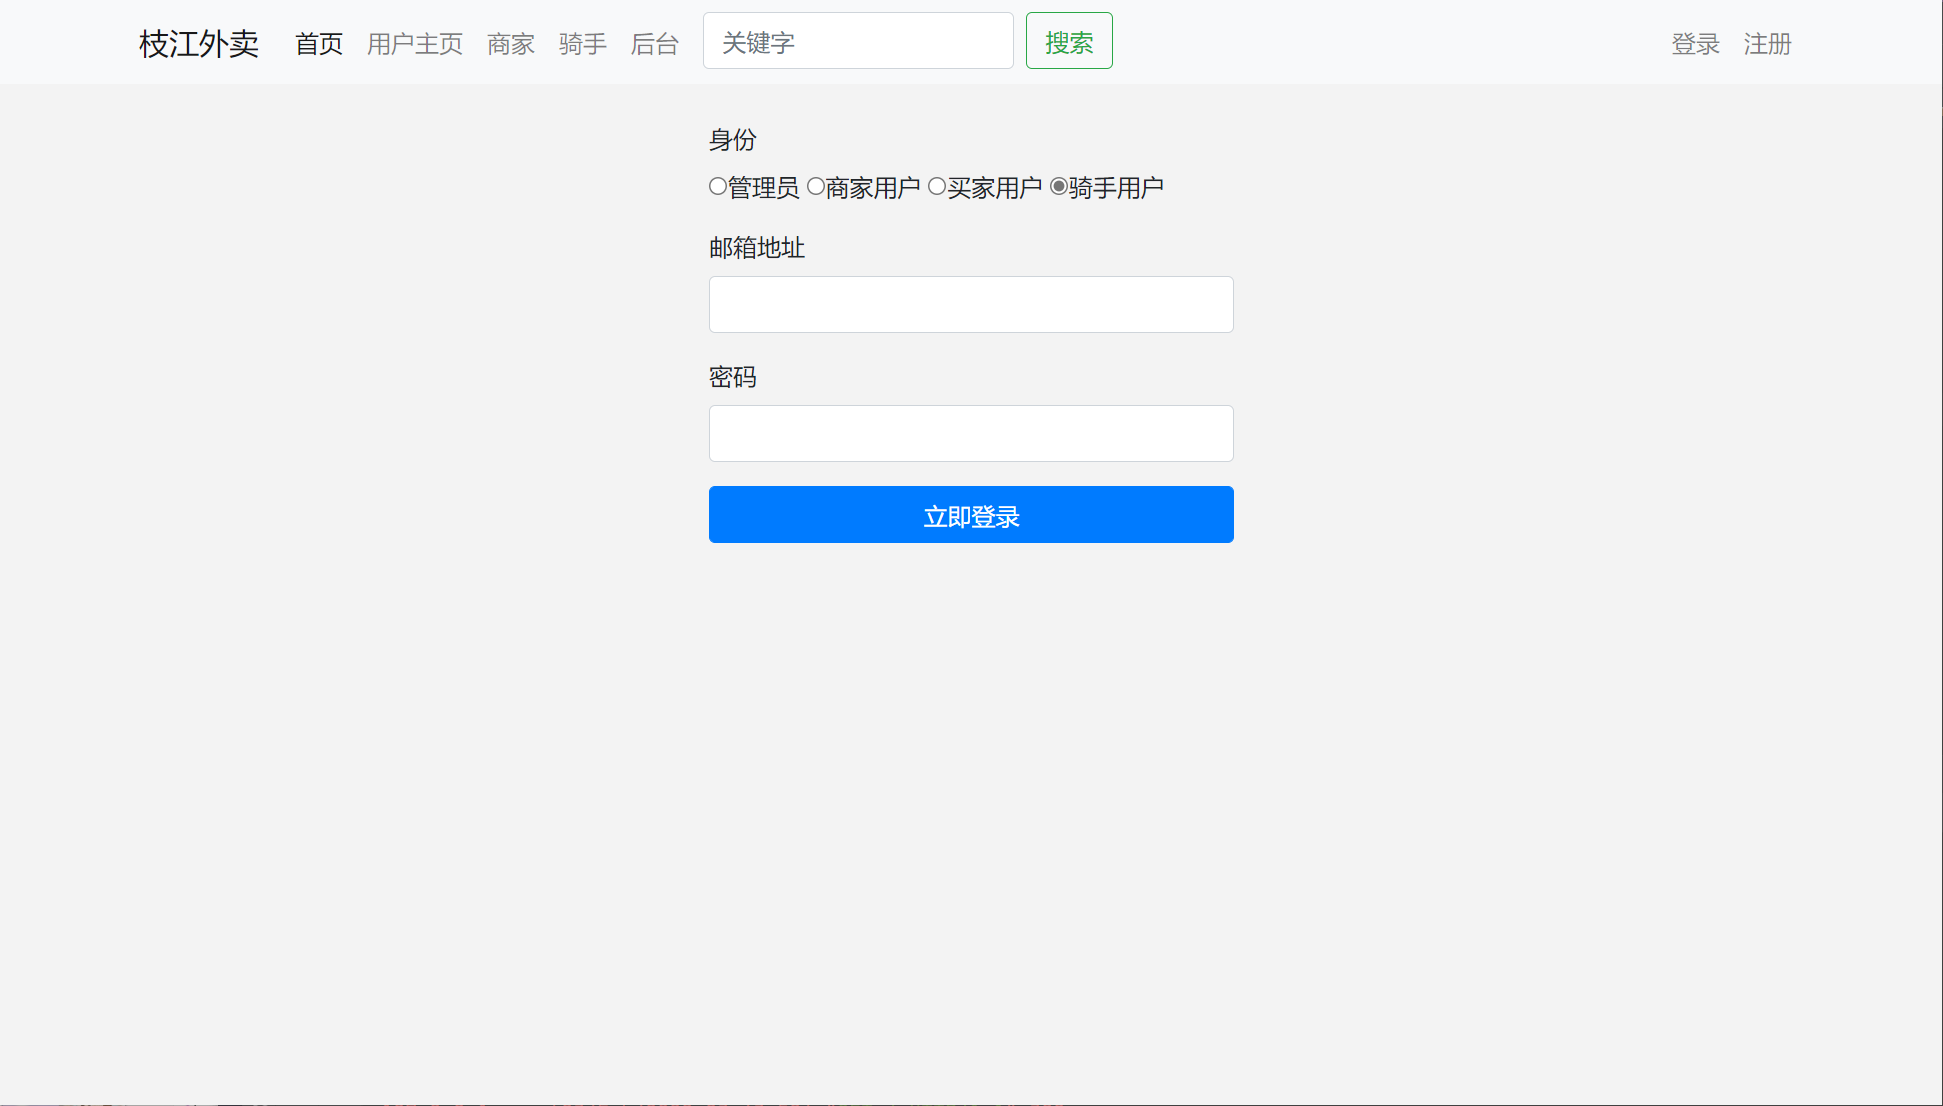 枝江外卖 首页 用户主页 商家 骑手 后台 关键字 搜索 登录 注册
身份
管理员 商家用户 买家用户 骑手用户
邮箱地址
密码
立即登录